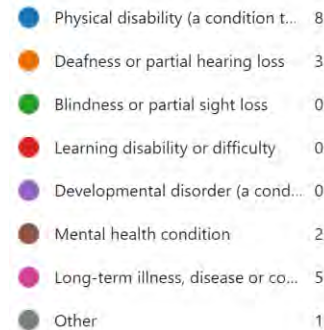 Physical disability (a condition t... 8
Deafness or partial hearing loss 3
Blindness or partial sight loss 0
Learning disability or difficulty 0
Developmental disorder (a cond... 0
Mental health condition 2
Long-term illness, disease or co... 5
Other 1